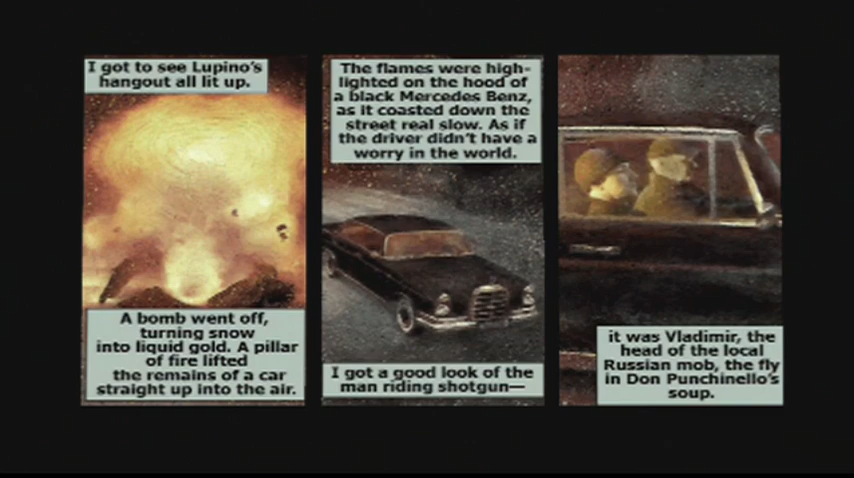 I got to see Lupino's
hangout all lit up.
A bomb went off,
turning snow
into liquid gold. A pillar
of fire lifted
the remains of a car
straight up into the air.
The flames were high-
lighted on the hood of
a black Mercedes Benz,
as it coasted down the
street real slow. As if
the driver didn't have a
worry in the world.
I got a good look of the
man riding shotgun—
it was Vladimir, the
head of the local
Russian mob, the fly
in Don Punchinello's
soup.